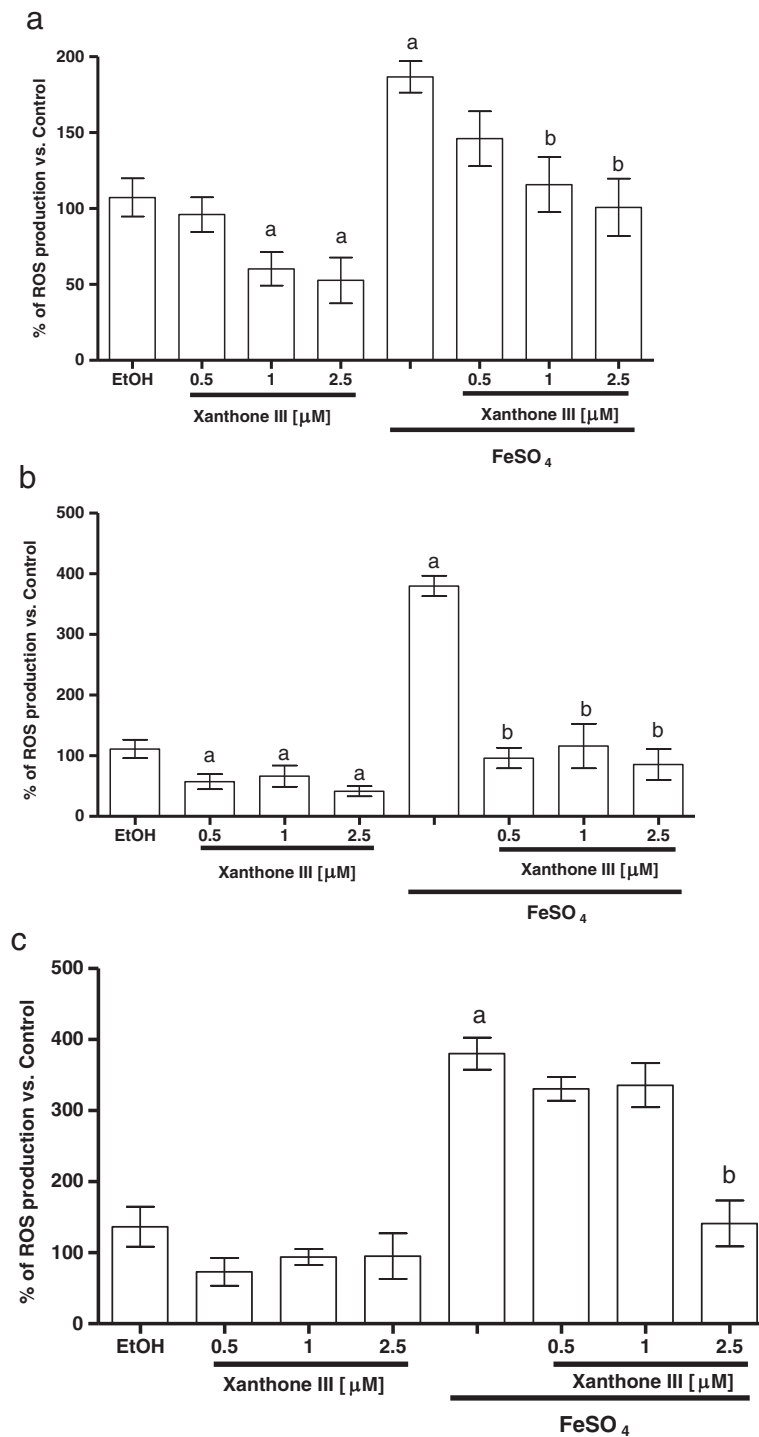 a
% of ROS production vs. Control
200
150
100
50
0
a
a
a
b
b
EtOH 0.5 1 2.5 0.5 1 2.5
Xanthone III [μM] Xanthone III [μM]
FeSO4
b
% of ROS production vs. Control
500
400
300
200
100
0
a
a
a
a
b
b
b
EtOH 0.5 1 2.5 0.5 1 2.5
Xanthone III [μM] Xanthone III [μM]
FeSO4
c
% of ROS production vs. Control
500
400
300
200
100
0
a
b
EtOH 0.5 1 2.5 0.5 1 2.5
Xanthone III [μM] Xanthone III [μM]
FeSO4